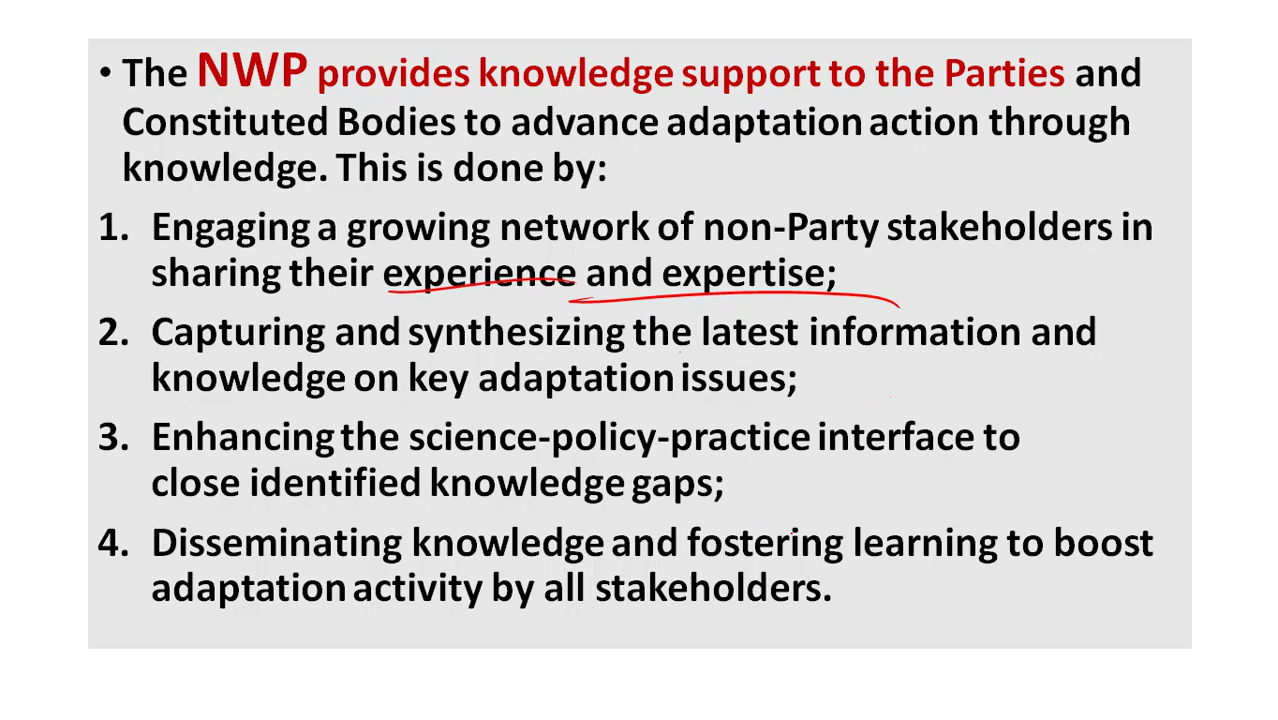 • The NWP provides knowledge support to the Parties and
Constituted Bodies to advance adaptation action through
knowledge. This is done by:
1. Engaging a growing network of non-Party stakeholders in
sharing their experience and expertise;
2. Capturing and synthesizing the latest information and
knowledge on key adaptation issues;
3. Enhancing the science-policy-practice interface to
close identified knowledge gaps;
4. Disseminating knowledge and fostering learning to boost
adaptation activity by all stakeholders.